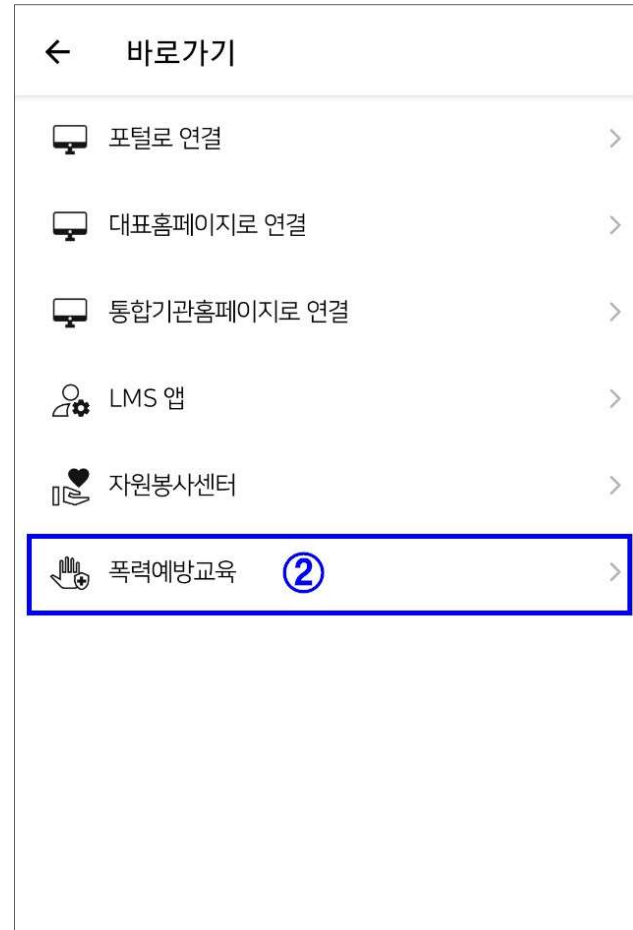 바로가기
포털로 연결
대표홈페이지로 연결
통합기관홈페이지로 연결
LMS 앱
자원봉사센터
폭력예방교육 ②